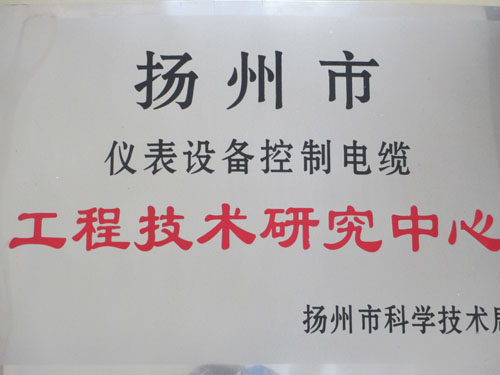 扬州市
仪表设备控制电缆
工程技术研究中心
扬州市科学技术局